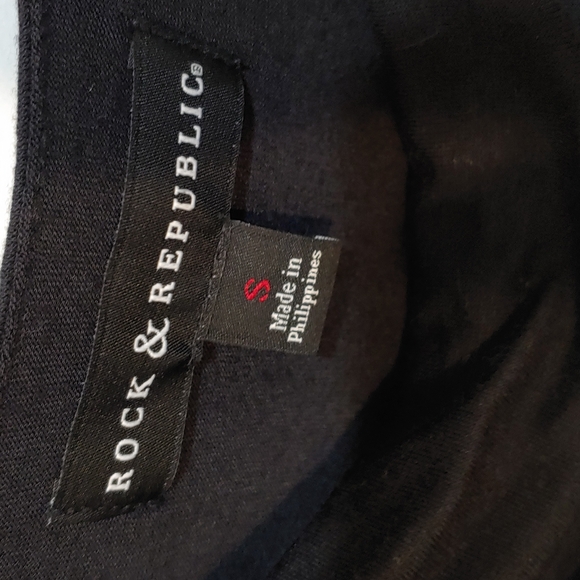 ROCK & REPUBLIC®
S
Made in
Philippines